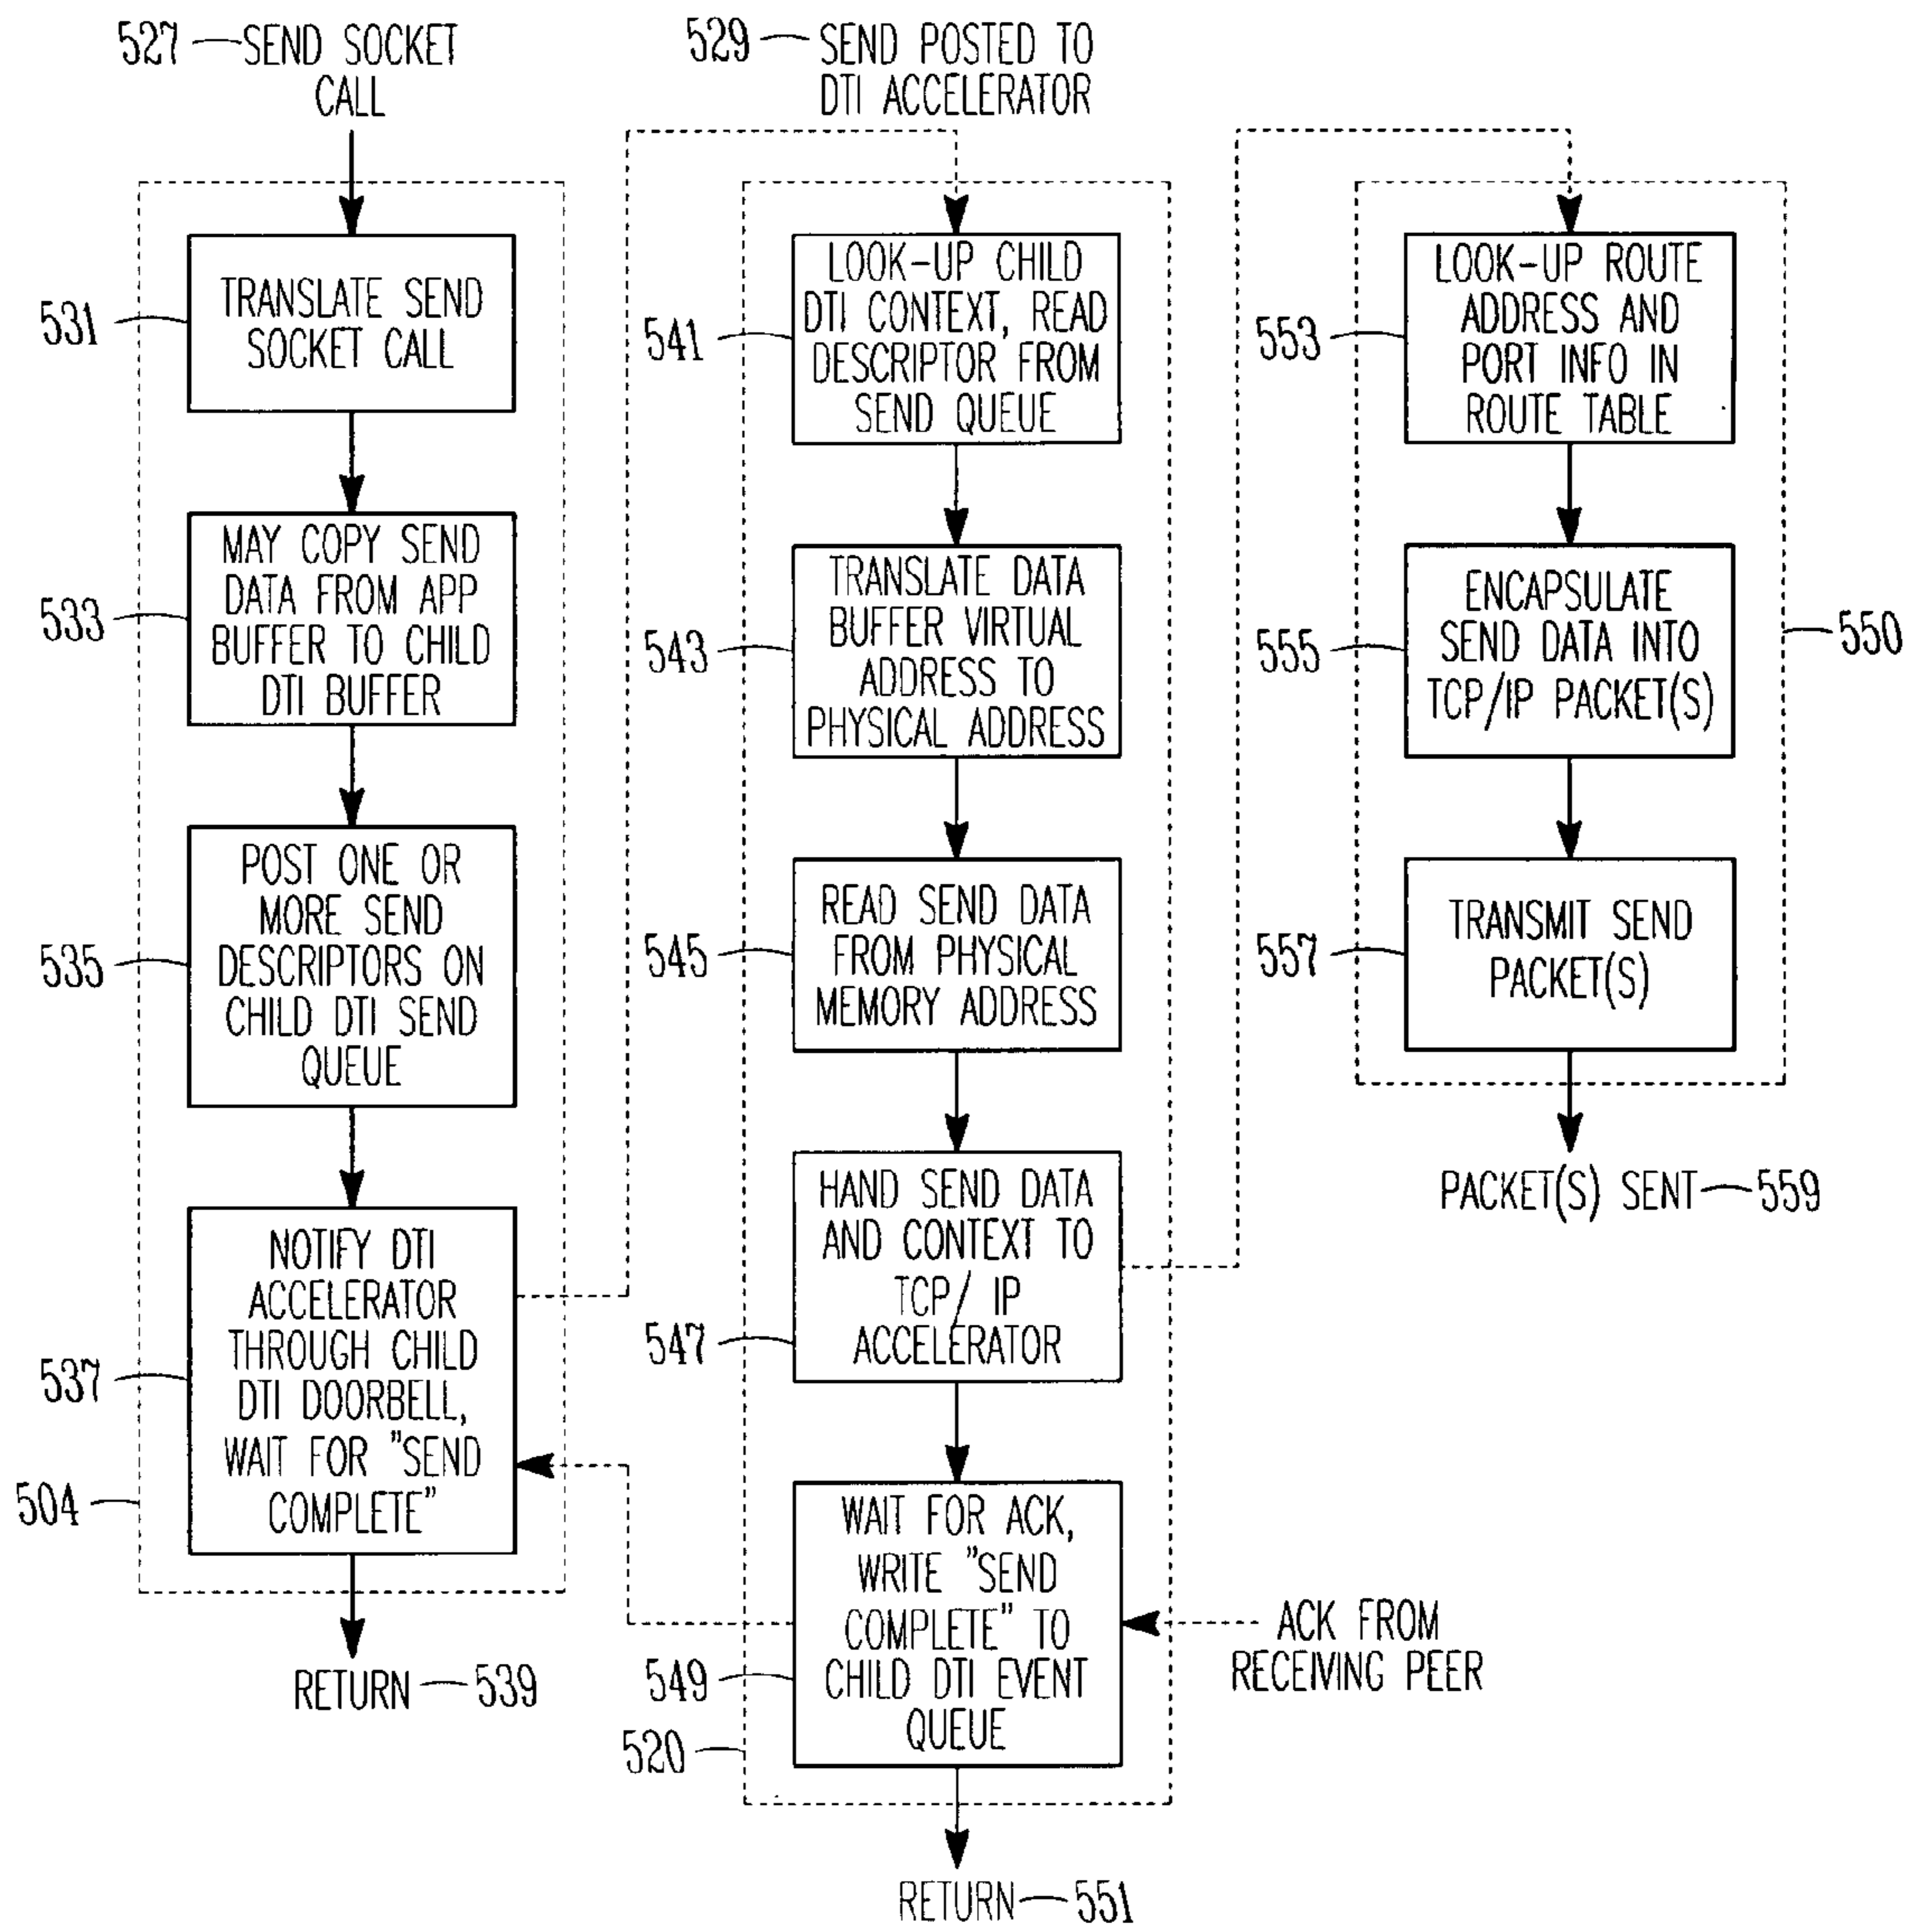 527 SEND SOCKET
CALL
531
TRANSLATE SEND
SOCKET CALL
533
MAY COPY SEND
DATA FROM APP
BUFFER TO CHILD
DTI BUFFER
535
POST ONE OR
MORE SEND
DESCRIPTORS ON
CHILD DTI SEND
QUEUE
537
NOTIFY DTI
ACCELERATOR
THROUGH CHILD
DTI DOORBELL,
WAIT FOR "SEND
COMPLETE"
504
RETURN 539
529 SEND POSTED TO
DTI ACCELERATOR
541
LOOK-UP CHILD
DTI CONTEXT, READ
DESCRIPTOR FROM
SEND QUEUE
543
TRANSLATE DATA
BUFFER VIRTUAL
ADDRESS TO
PHYSICAL ADDRESS
545
READ SEND DATA
FROM PHYSICAL
MEMORY ADDRESS
547
HAND SEND DATA
AND CONTEXT TO
TCP/ IP
ACCELERATOR
549
WAIT FOR ACK,
WRITE "SEND
COMPLETE" TO
CHILD DTI EVENT
QUEUE
520
RETURN 551
ACK FROM
RECEIVING PEER
553
LOOK-UP ROUTE
ADDRESS AND
PORT INFO IN
ROUTE TABLE
555
ENCAPSULATE
SEND DATA INTO
TCP/IP PACKET(S)
550
557
TRANSMIT SEND
PACKET(S)
PACKET(S) SENT 559